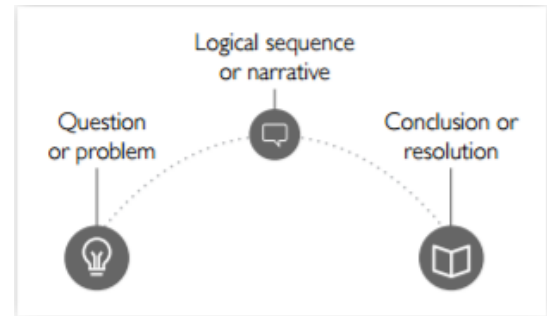 Logical sequence
or narrative
Question
or problem
Conclusion or
resolution